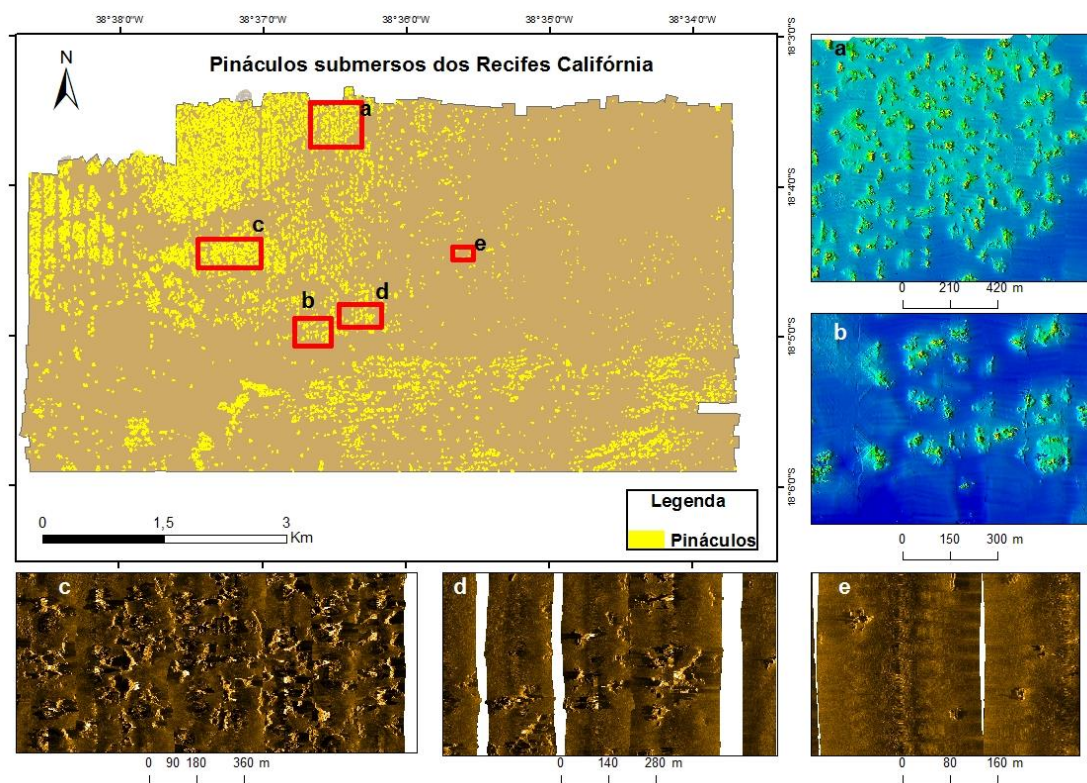 38°38'0"W 38°37'0"W 38°36'0"W 38°35'0"W 38°34'0"W
18°3'0"S
18°4'0"S
18°5'0"S
18°6'0"S
N
Pináculos submersos dos Recifes Califórnia
a
c
e
b
d
0 1,5 3
Km
Legenda
Pináculos
a
0 210 420 m
b
0 150 300 m
c
0 90 180 360 m
d
0 140 280 m
e
0 80 160 m